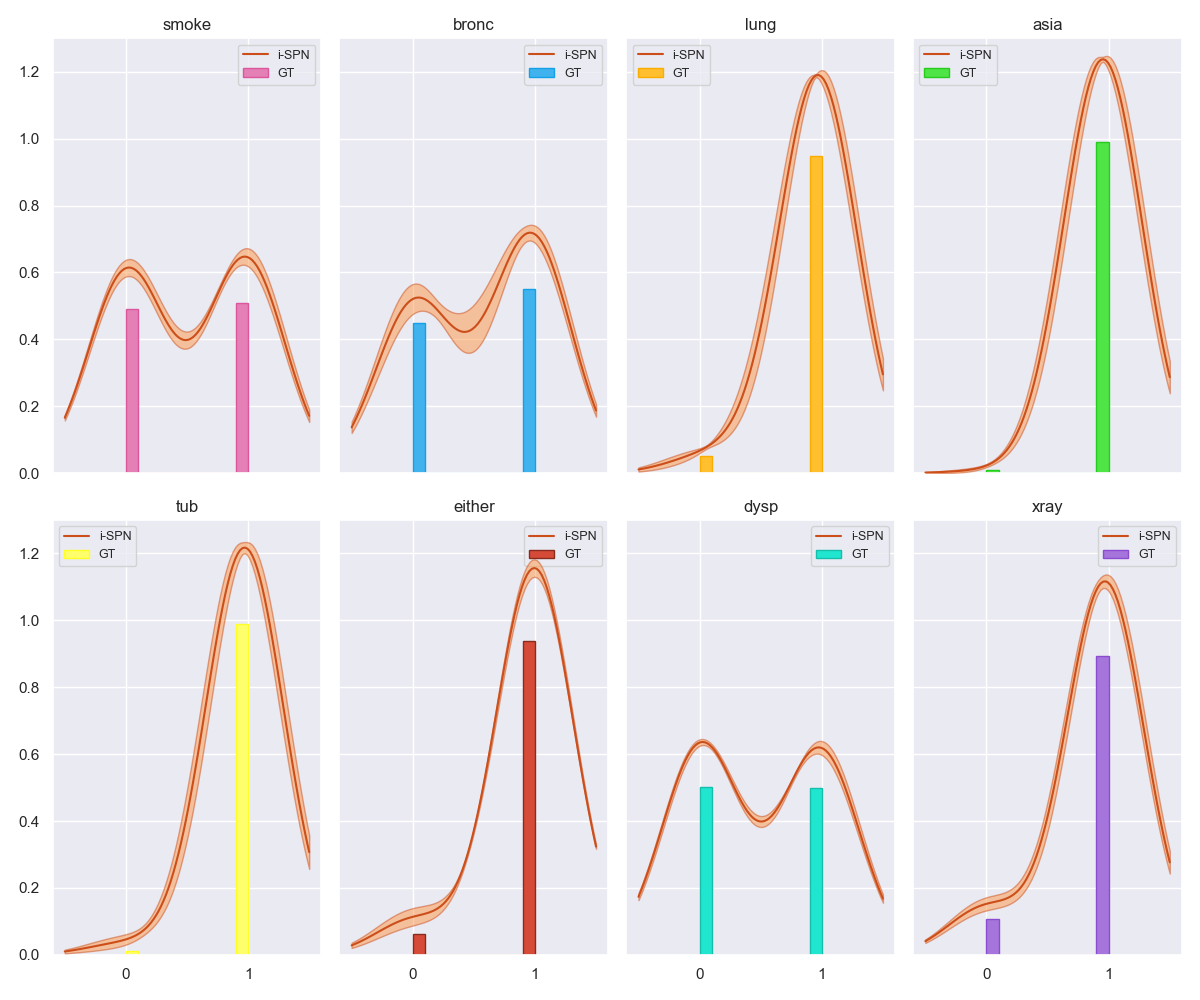 smoke
bronc
lung
asia
i-SPN
GT
i-SPN
GT
i-SPN
GT
i-SPN
GT
1.2
1.0
0.8
0.6
0.4
0.2
0.0
tub
either
dysp
xray
i-SPN
GT
i-SPN
GT
i-SPN
GT
i-SPN
GT
1.2
1.0
0.8
0.6
0.4
0.2
0.0
0 1
0 1
0 1
0 1